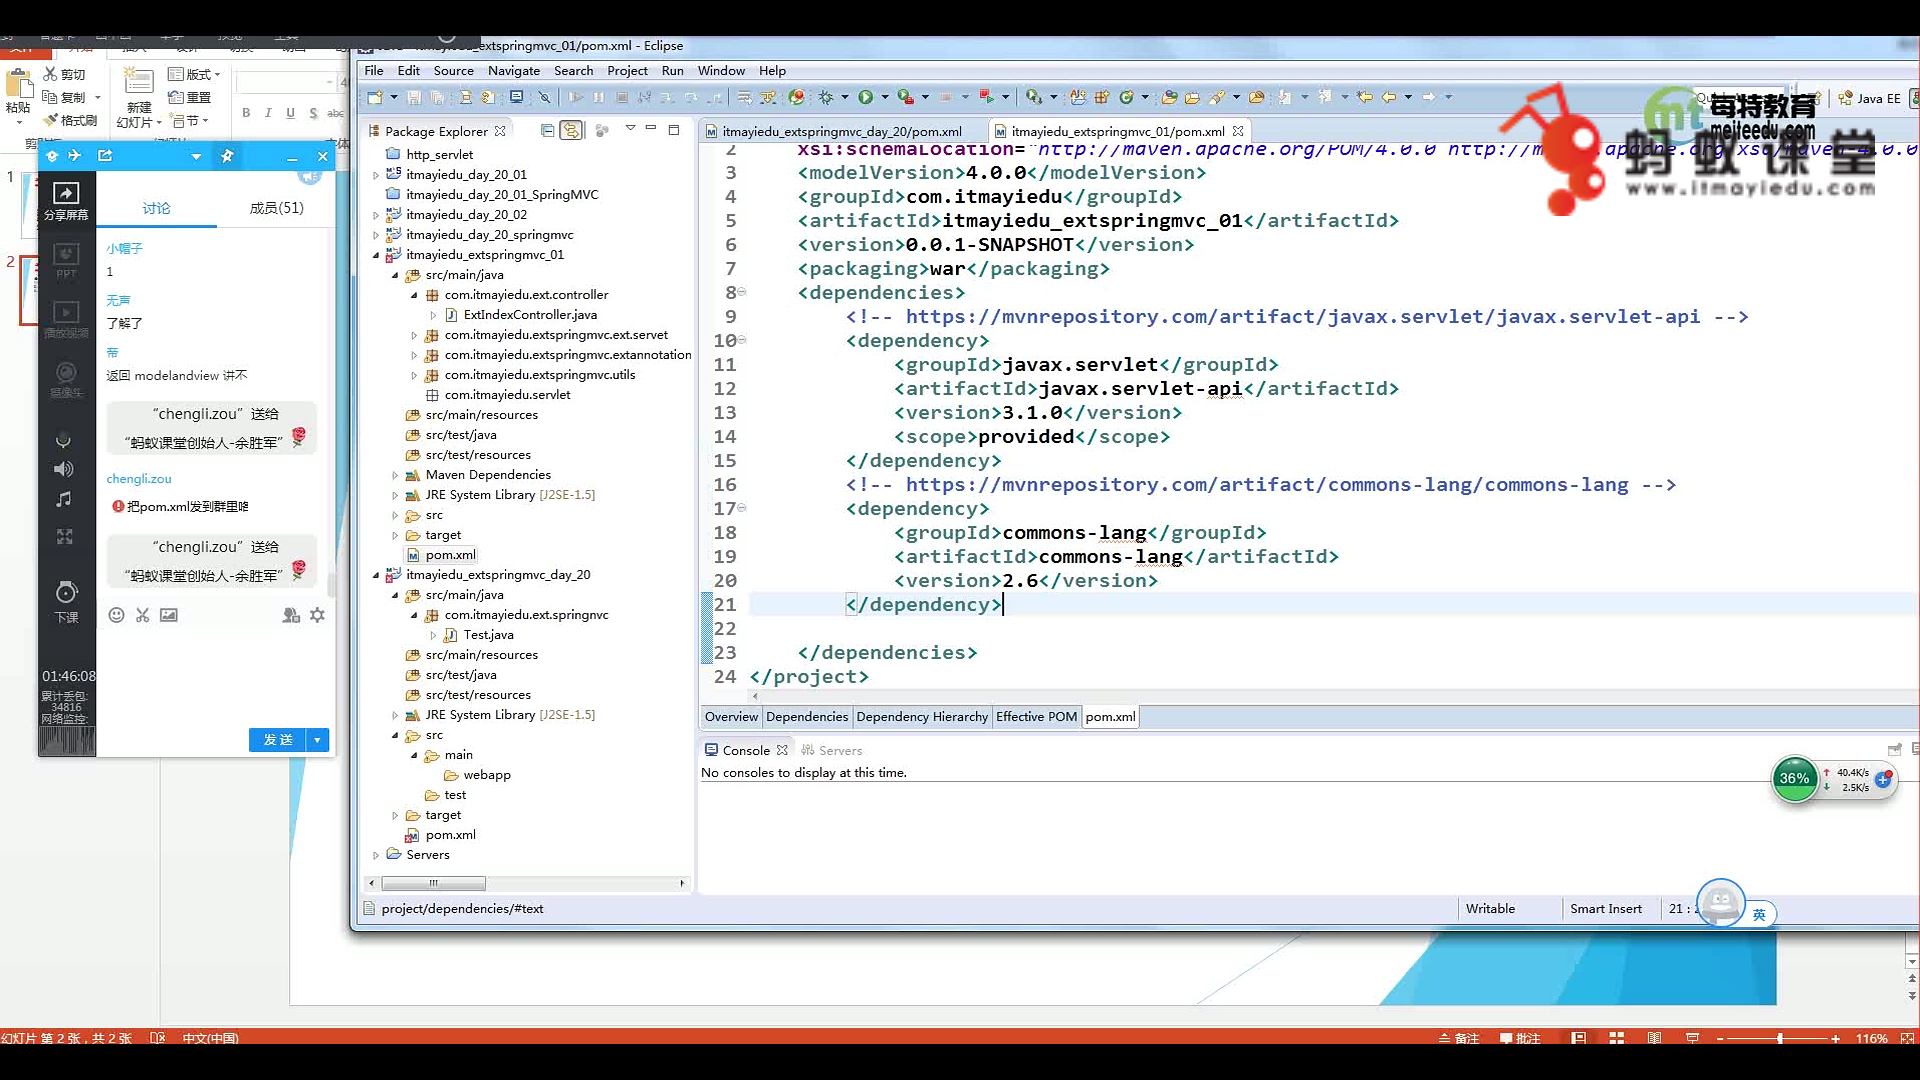 itmayiedu_extspringmvc_01/pom.xml - Eclipse
File Edit Source Navigate Search Project Run Window Help
Java EE
剪切
复制
格式刷
粘贴
新建
幻灯片
版式
重置
节
B I U S abc
每特教育
meiteedu.com
蚂蚁课堂
www.itmayiedu.com
分享屏幕
PPT
播放视频
摄像头
下课
01:46:08
累计丢包:
34816
网络监控:
讨论
成员(51)
小帽子
1
无声
了解了
帝
返回 modelandview 讲不
“chengli.zou” 送给
“蚂蚁课堂创始人-余胜军”
chengli.zou
把pom.xml发到群里咯
“chengli.zou” 送给
“蚂蚁课堂创始人-余胜军”
发 送
Package Explorer
http_servlet
itmayiedu_day_20_01
itmayiedu_day_20_01_SpringMVC
itmayiedu_day_20_02
itmayiedu_day_20_springmvc
itmayiedu_extspringmvc_01
src/main/java
com.itmayiedu.ext.controller
ExtIndexController.java
com.itmayiedu.extspringmvc.ext.servet
com.itmayiedu.extspringmvc.extannotation
com.itmayiedu.extspringmvc.utils
com.itmayiedu.servlet
src/main/resources
src/test/java
src/test/resources
Maven Dependencies
JRE System Library [J2SE-1.5]
src
target
pom.xml
itmayiedu_extspringmvc_day_20
src/main/java
com.itmayiedu.ext.springnvc
Test.java
src/main/resources
src/test/java
src/test/resources
JRE System Library [J2SE-1.5]
src
main
webapp
test
target
pom.xml
Servers
itmayiedu_extspringmvc_day_20/pom.xml
itmayiedu_extspringmvc_01/pom.xml
2 xsi:schemaLocation="http://maven.apache.org/POM/4.0.0
3 <modelVersion>4.0.0</modelVersion>
4 <groupId>com.itmayiedu</groupId>
5 <artifactId>itmayiedu_extspringmvc_01</artifactId>
6 <version>0.0.1-SNAPSHOT</version>
7 <packaging>war</packaging>
8 <dependencies>
9 <!-- https://mvnrepository.com/artifact/javax.servlet/javax.servlet-api -->
10 <dependency>
11 <groupId>javax.servlet</groupId>
12 <artifactId>javax.servlet-api</artifactId>
13 <version>3.1.0</version>
14 <scope>provided</scope>
15 </dependency>
16 <!-- https://mvnrepository.com/artifact/commons-lang/commons-lang -->
17 <dependency>
18 <groupId>commons-lang</groupId>
19 <artifactId>commons-lang</artifactId>
20 <version>2.6</version>
21 </dependency>
22
23 </dependencies>
24 </project>
Overview Dependencies Dependency Hierarchy Effective POM pom.xml
Console Servers
No consoles to display at this time.
36% 40.4K/s
2.5K/s
project/dependencies/#text
Writable Smart Insert 21 :
英
1
2
幻灯片 第 2 张，共 2 张 中文(中国)
备注 批注 116%